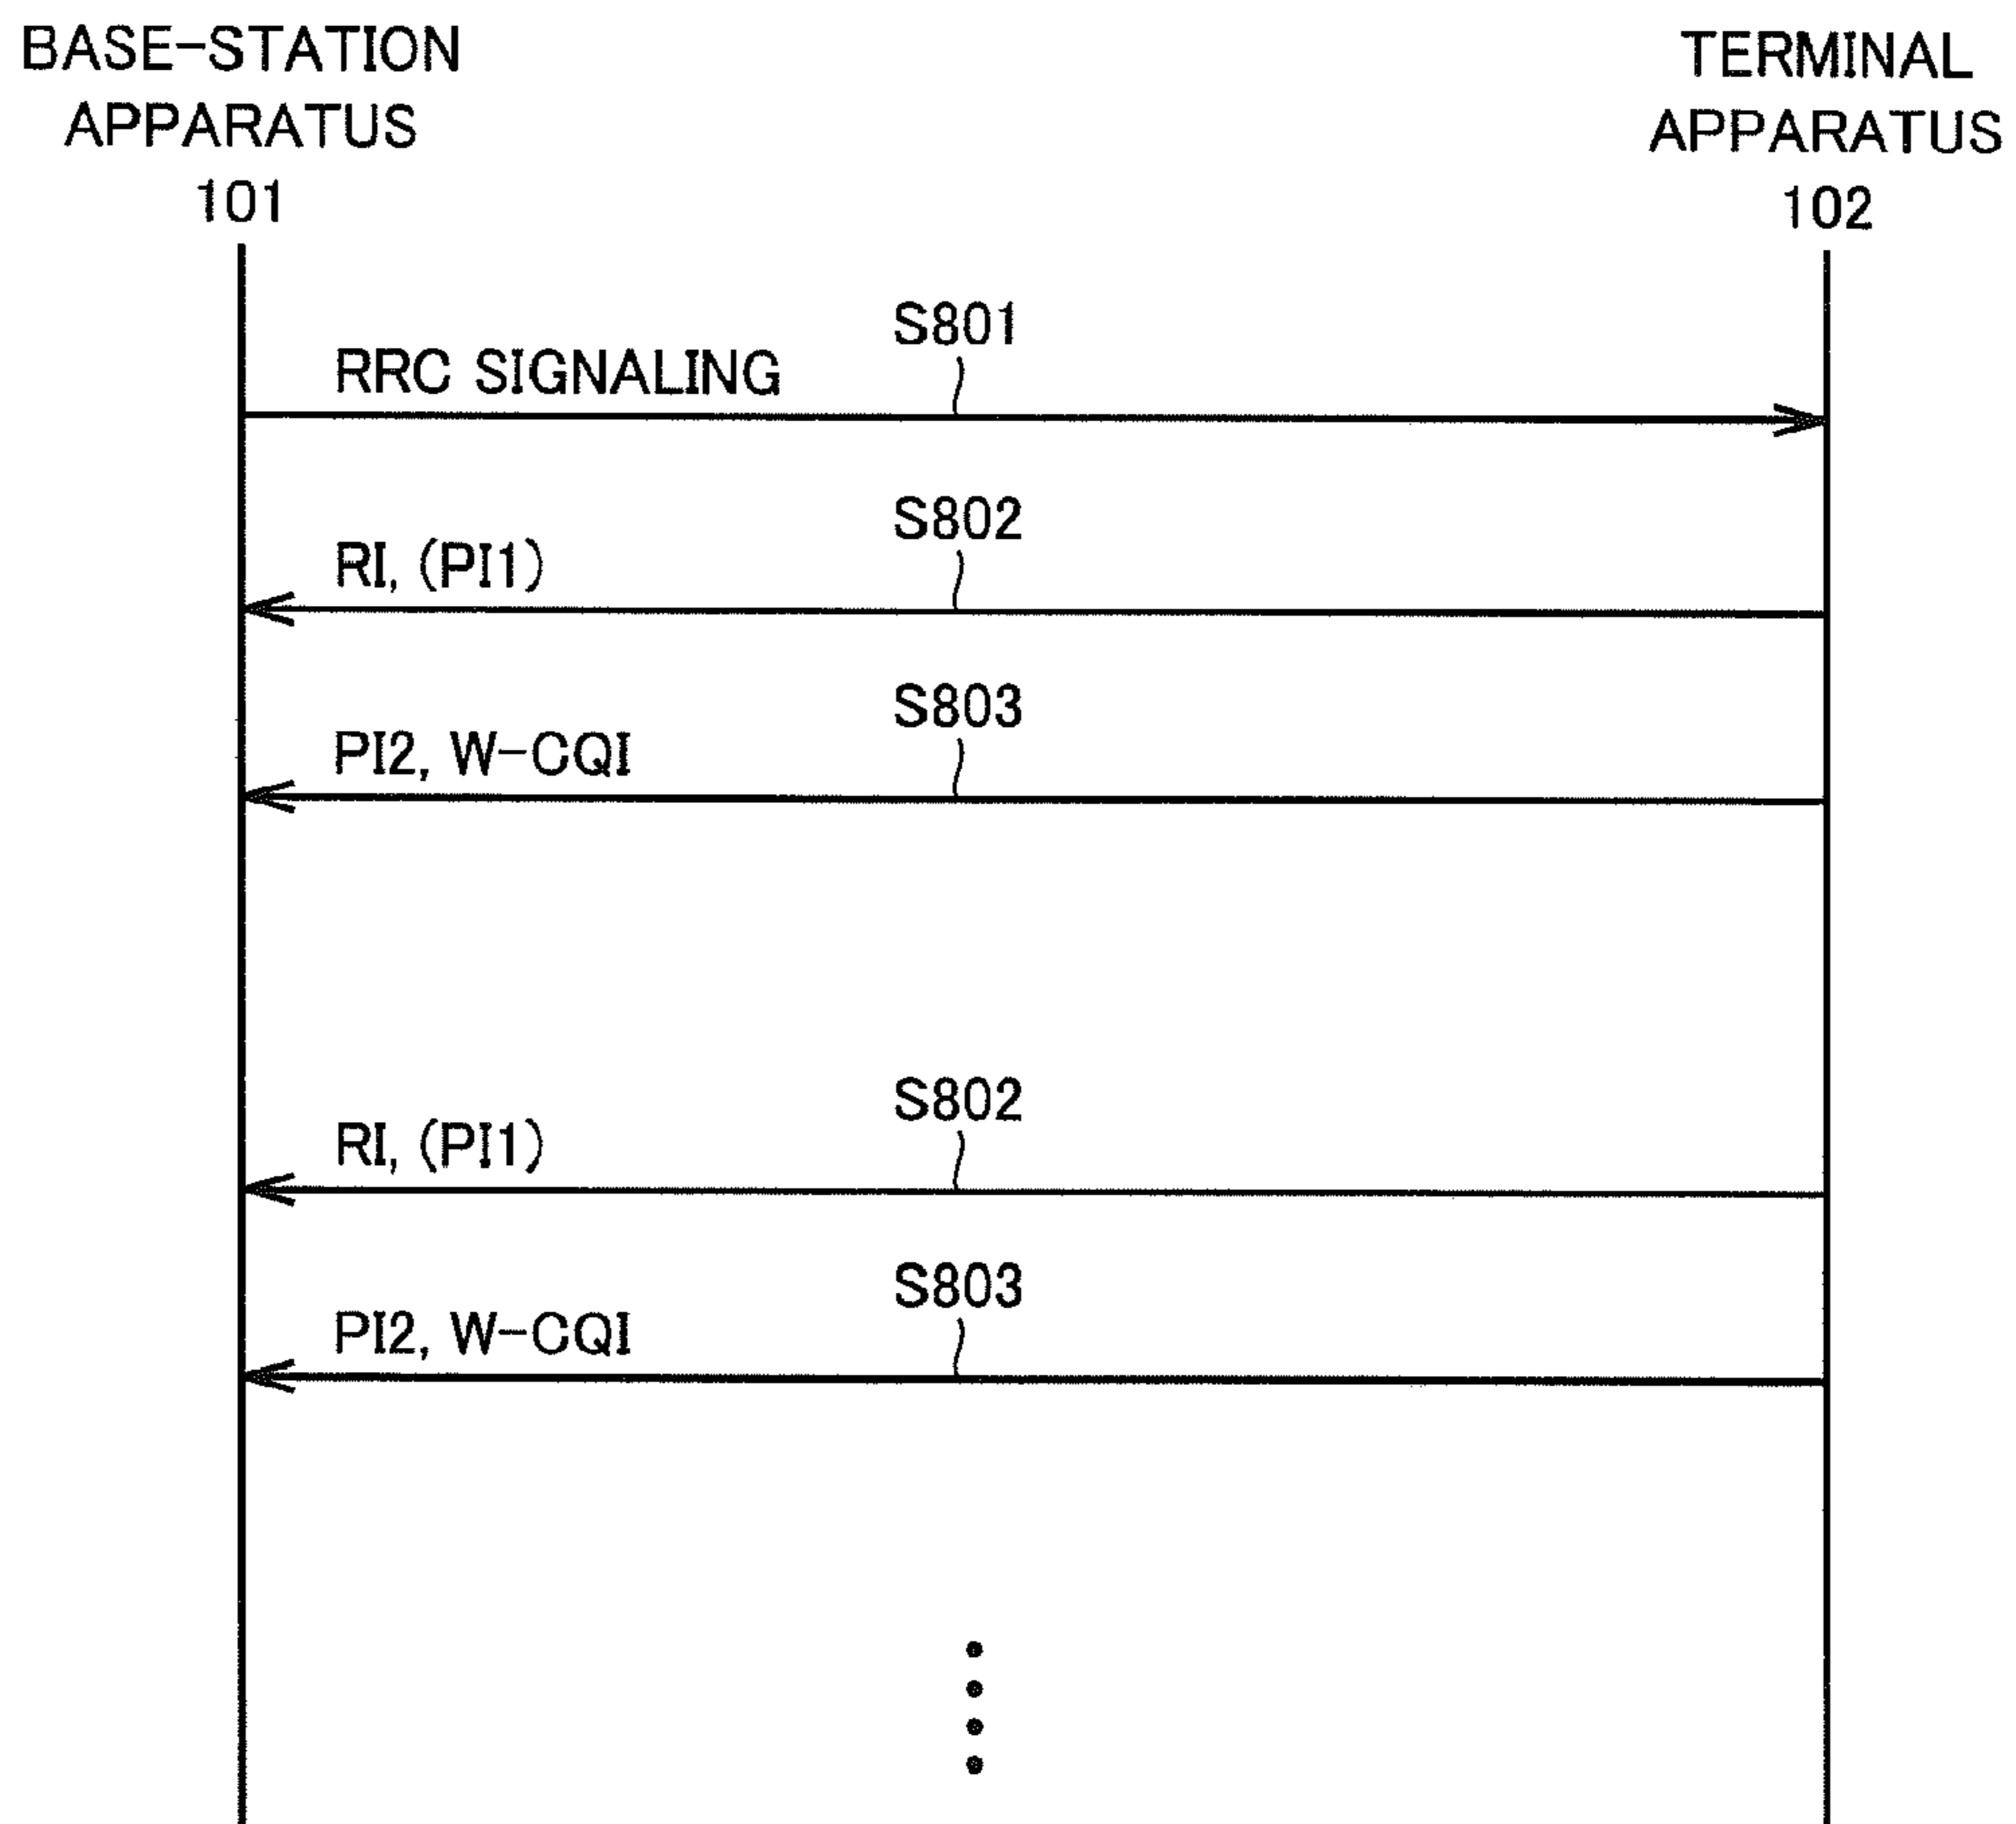 BASE-STATION
APPARATUS
101
TERMINAL
APPARATUS
102
S801
RRC SIGNALING
S802
RI, (PI1)
S803
PI2, W-CQI
S802
RI, (PI1)
S803
PI2, W-CQI